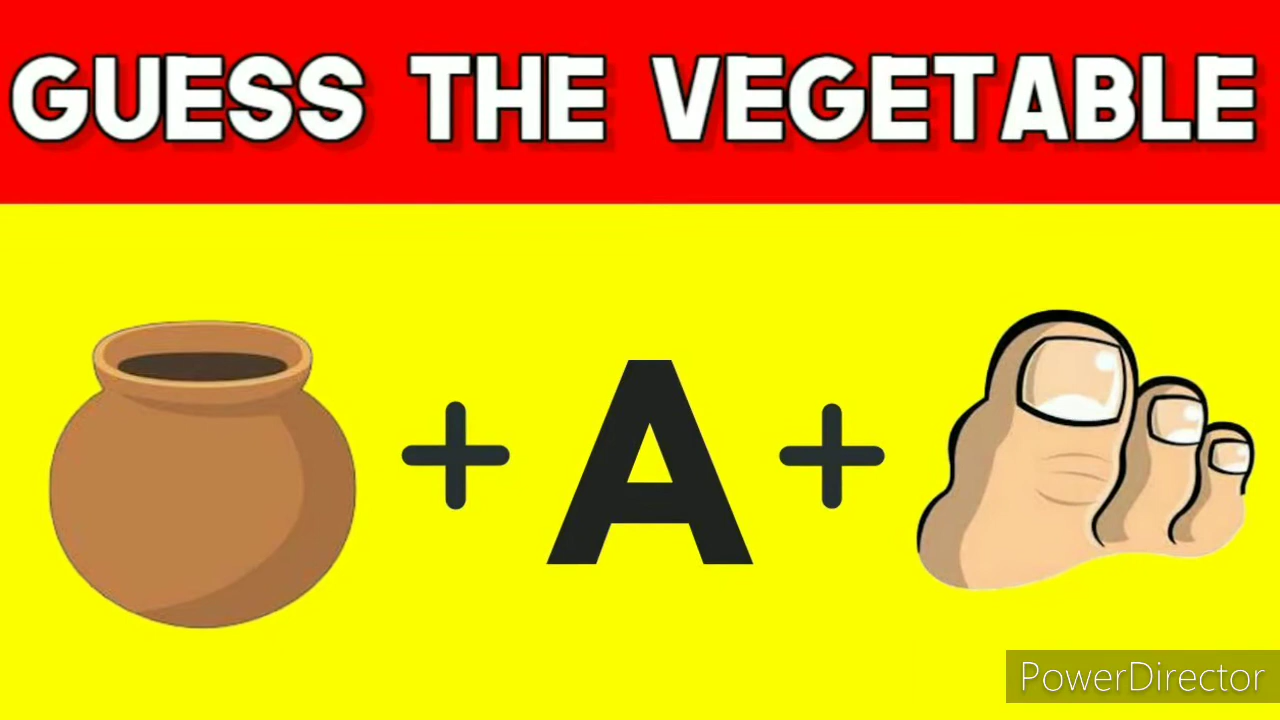 GUESS THE VEGETABLE
+ A +
PowerDirector